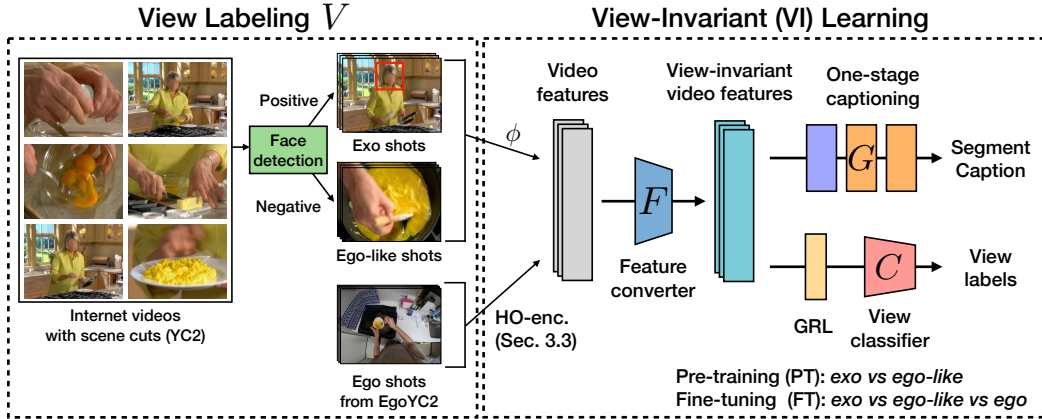 View Labeling V
View-Invariant (VI) Learning
Positive
Face
detection
Negative
Exo shots
Ego-like shots
Internet videos
with scene cuts (YC2)
Ego shots
from EgoYC2
ϕ
HO-enc.
(Sec. 3.3)
Video
features
F
Feature
converter
View-invariant
video features
One-stage
captioning
G
Segment
Caption
GRL
C
View
classifier
View
labels
Pre-training (PT): exo vs ego-like
Fine-tuning (FT): exo vs ego-like vs ego